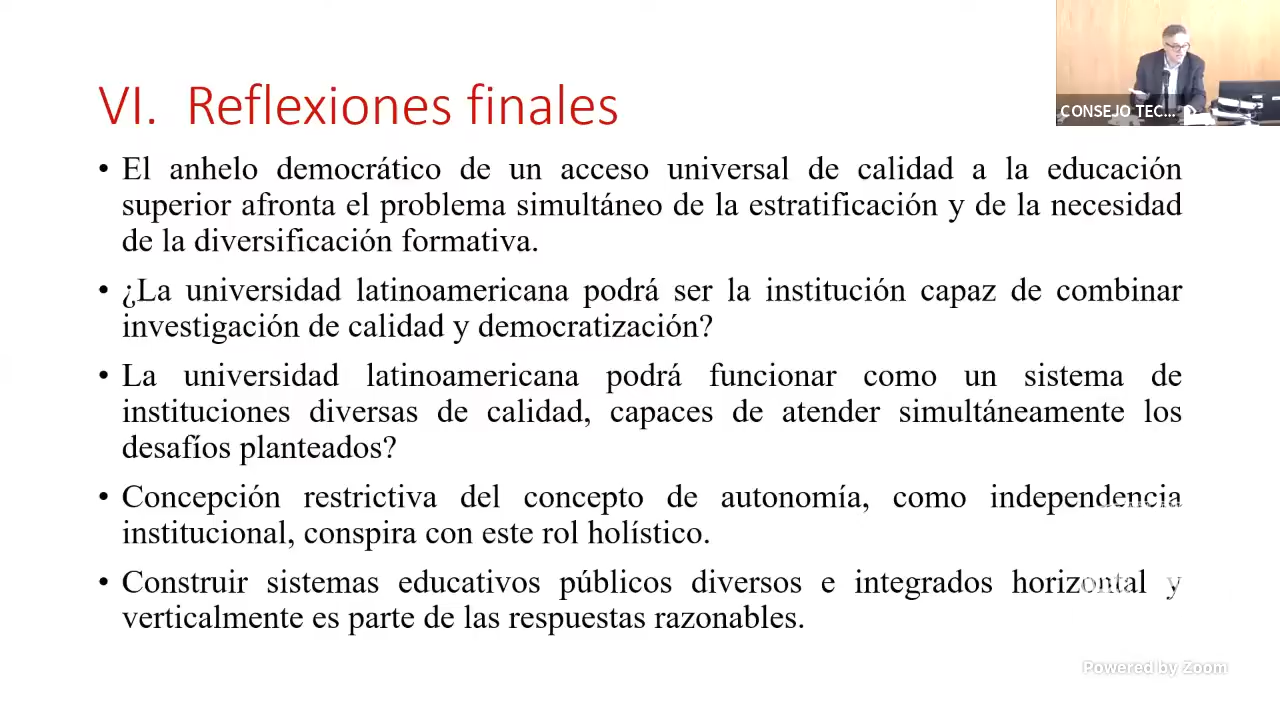 VI. Reflexiones finales
CONSEJO TEC...
• El anhelo democrático de un acceso universal de calidad a la educación
superior afronta el problema simultáneo de la estratificación y de la necesidad
de la diversificación formativa.
• ¿La universidad latinoamericana podrá ser la institución capaz de combinar
investigación de calidad y democratización?
• La universidad latinoamericana podrá funcionar como un sistema de
instituciones diversas de calidad, capaces de atender simultáneamente los
desafíos planteados?
• Concepción restrictiva del concepto de autonomía, como independencia
institucional, conspira con este rol holístico.
• Construir sistemas educativos públicos diversos e integrados horizontal y
verticalmente es parte de las respuestas razonables.
Powered by Zoom